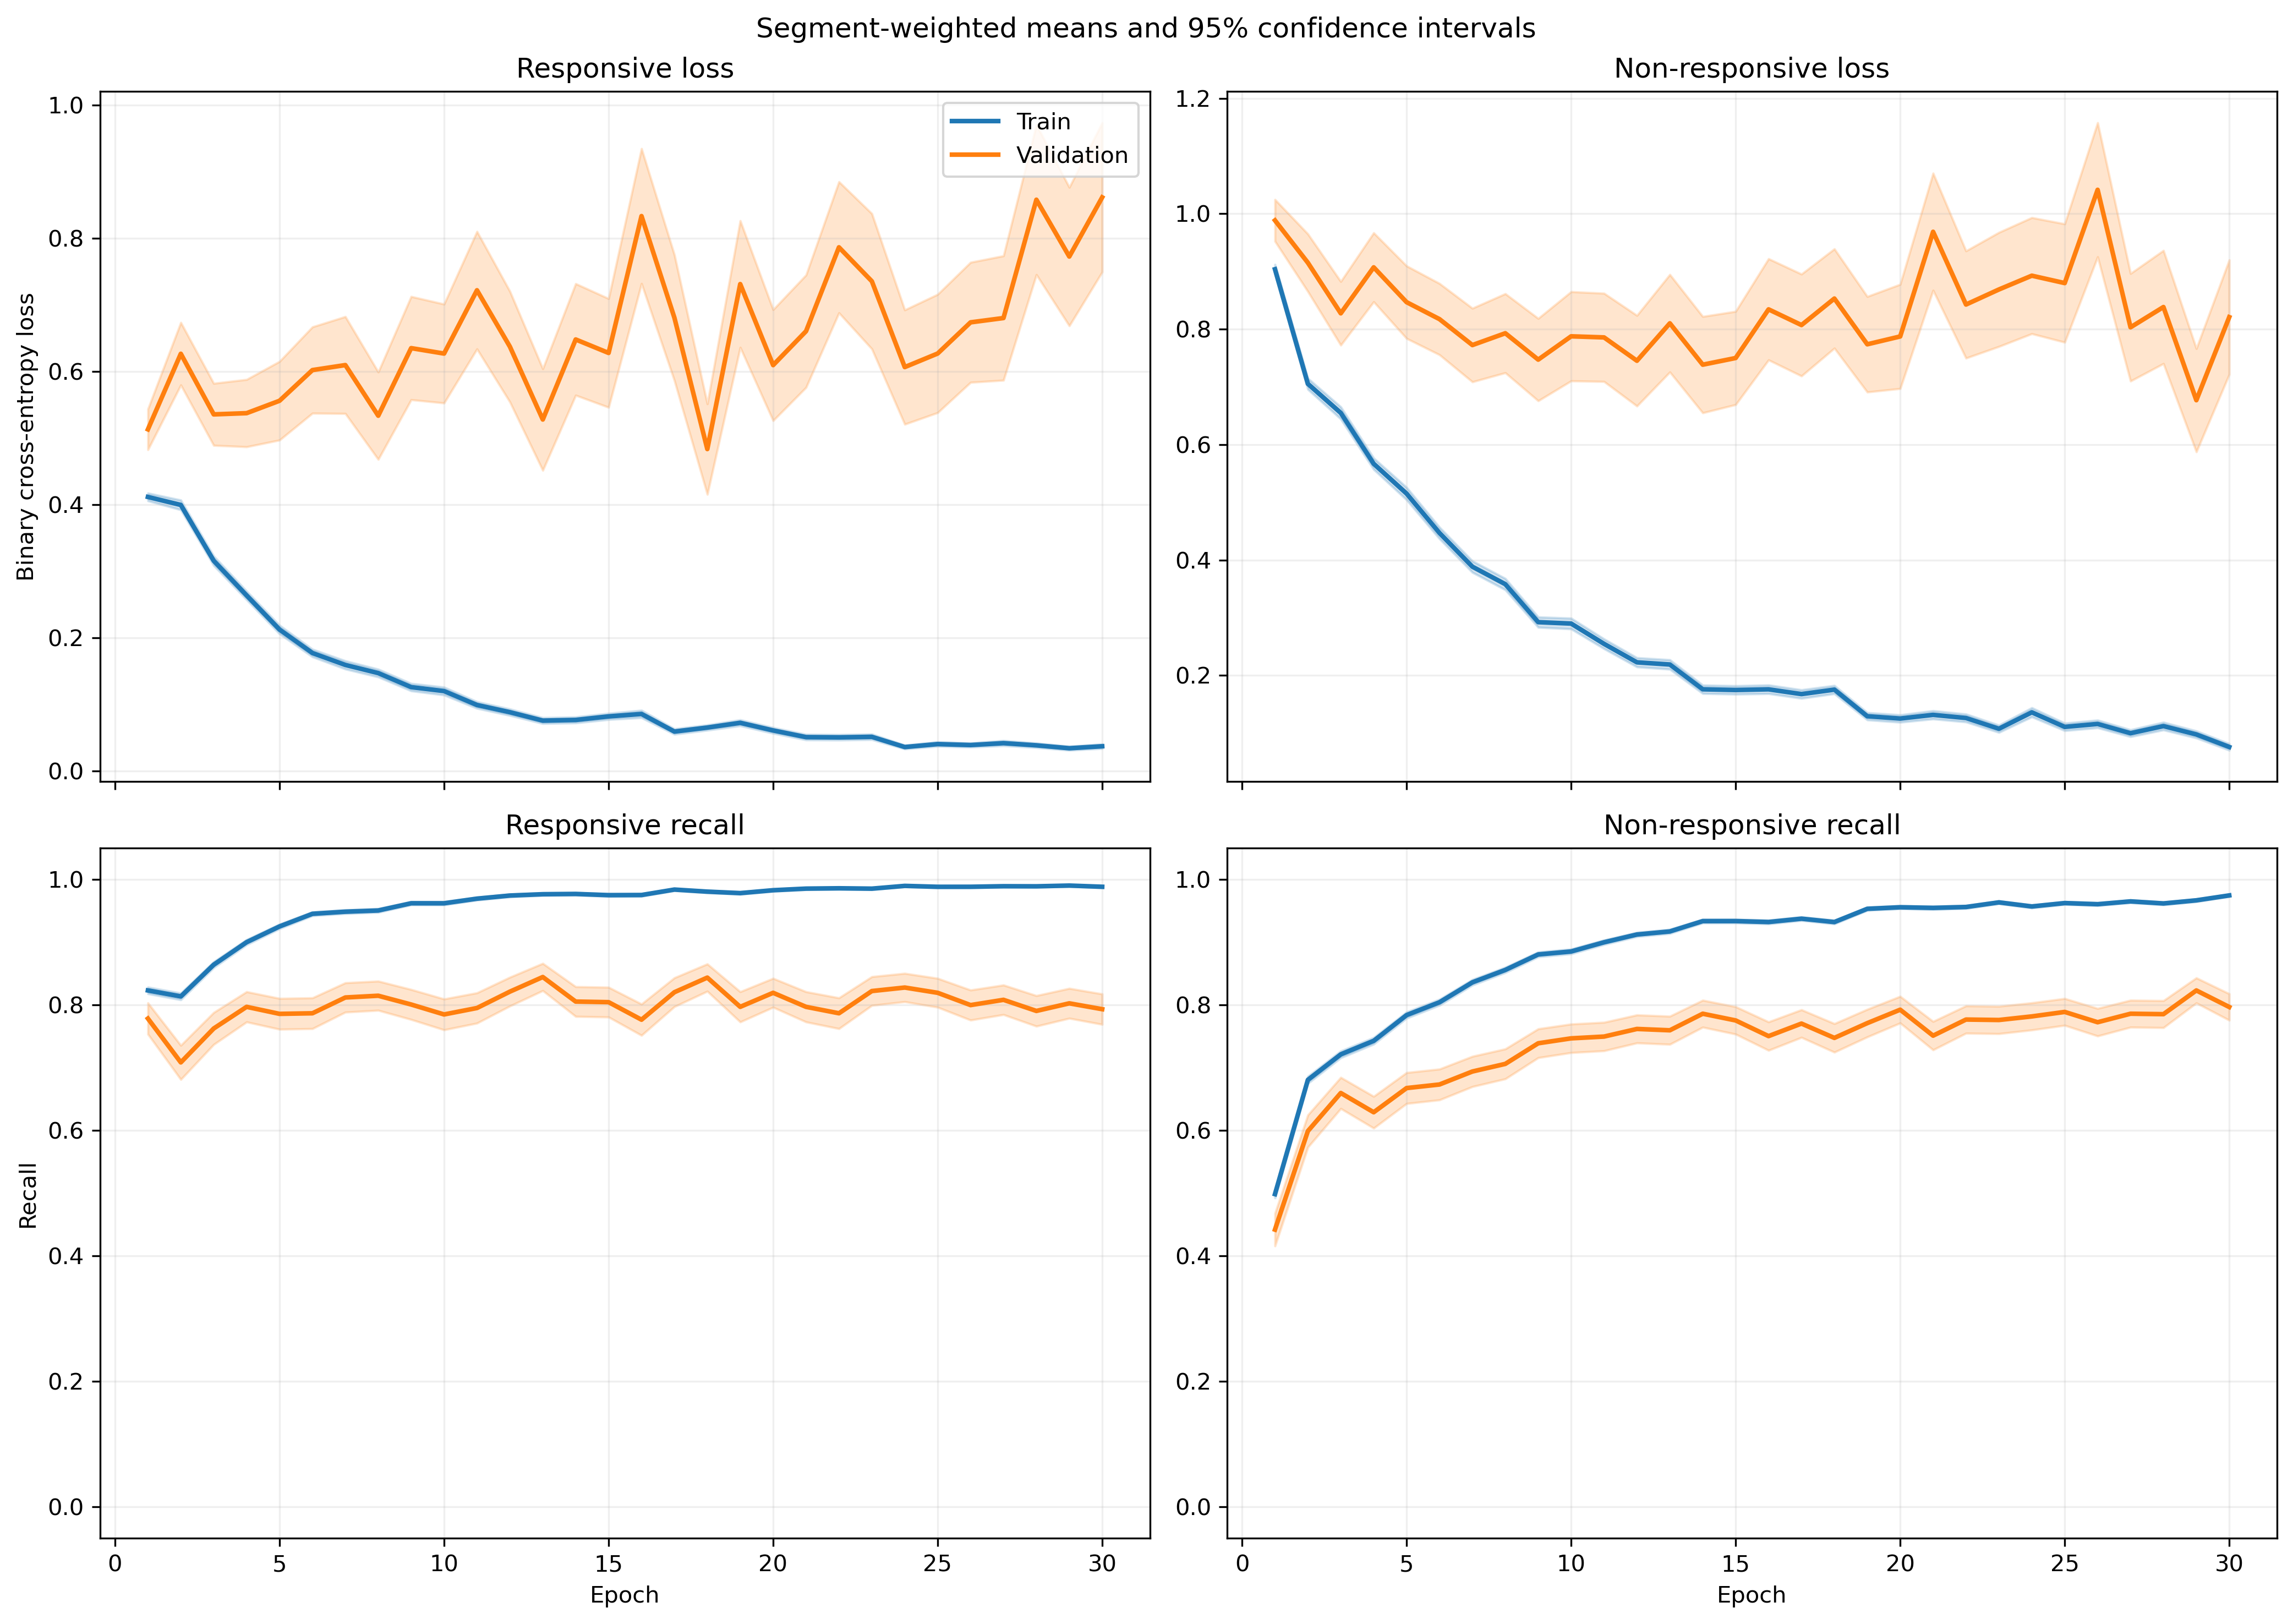 Segment-weighted means and 95% confidence intervals
Responsive loss
Non-responsive loss
Train
Validation
Binary cross-entropy loss
1.0
0.8
0.6
0.4
0.2
0.0
1.2
1.0
0.8
0.6
0.4
0.2
Responsive recall
Non-responsive recall
Recall
1.0
0.8
0.6
0.4
0.2
0.0
0 5 10 15 20 25 30
Epoch
1.0
0.8
0.6
0.4
0.2
0.0
0 5 10 15 20 25 30
Epoch